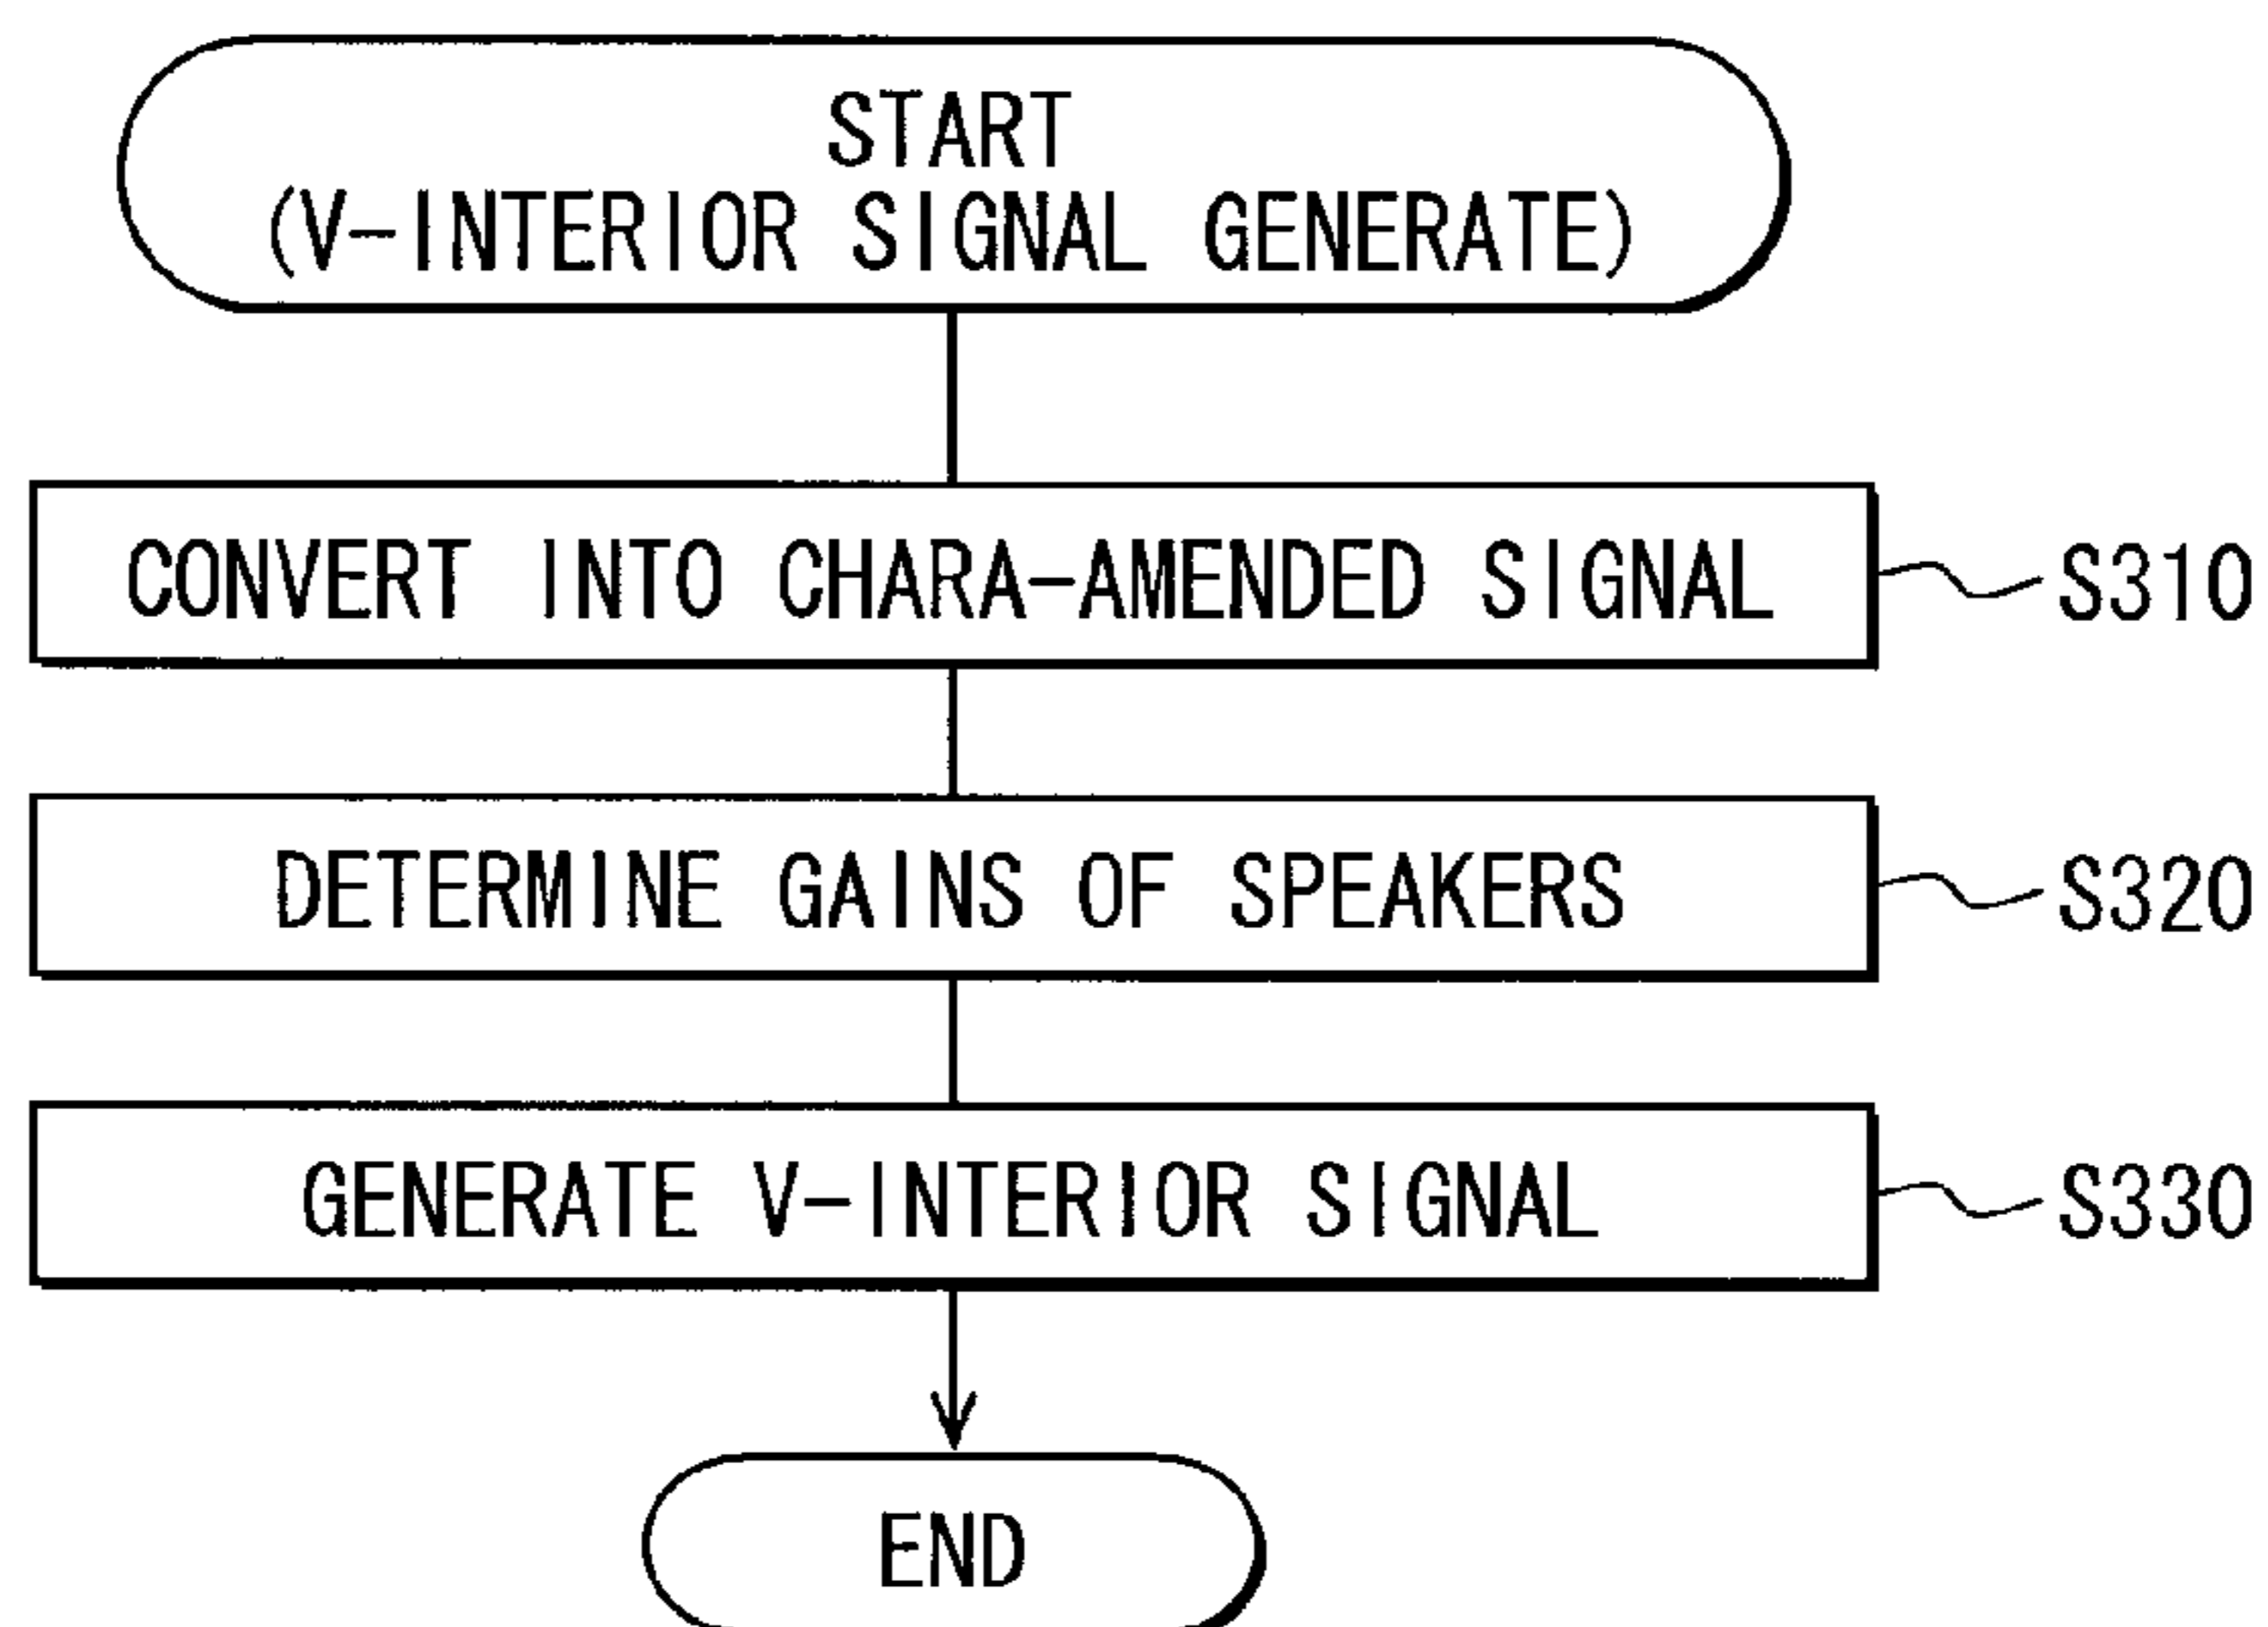 START
(V-INTERIOR SIGNAL GENERATE)
CONVERT INTO CHARA-AMENDED SIGNAL
S310
DETERMINE GAINS OF SPEAKERS
S320
GENERATE V-INTERIOR SIGNAL
S330
END